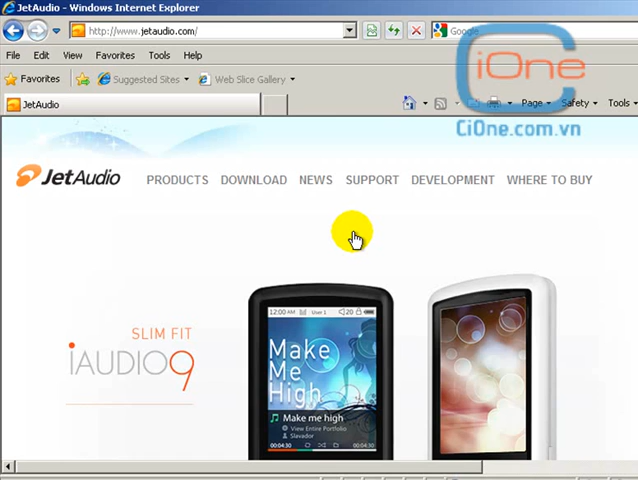 JetAudio - Windows Internet Explorer
http://www.jetaudio.com/
Google
File Edit View Favorites Tools Help
Favorites Suggested Sites Web Slice Gallery
JetAudio
Page Safety Tools
iOne
CiOne.com.vn
JetAudio PRODUCTS DOWNLOAD NEWS SUPPORT DEVELOPMENT WHERE TO BUY
SLIM FIT
iAUDIO9
12:00 AM User 1 20
Make
Me
High
Make me high
View Entire Portfolio
Slavador
00:04:30 00:04:30